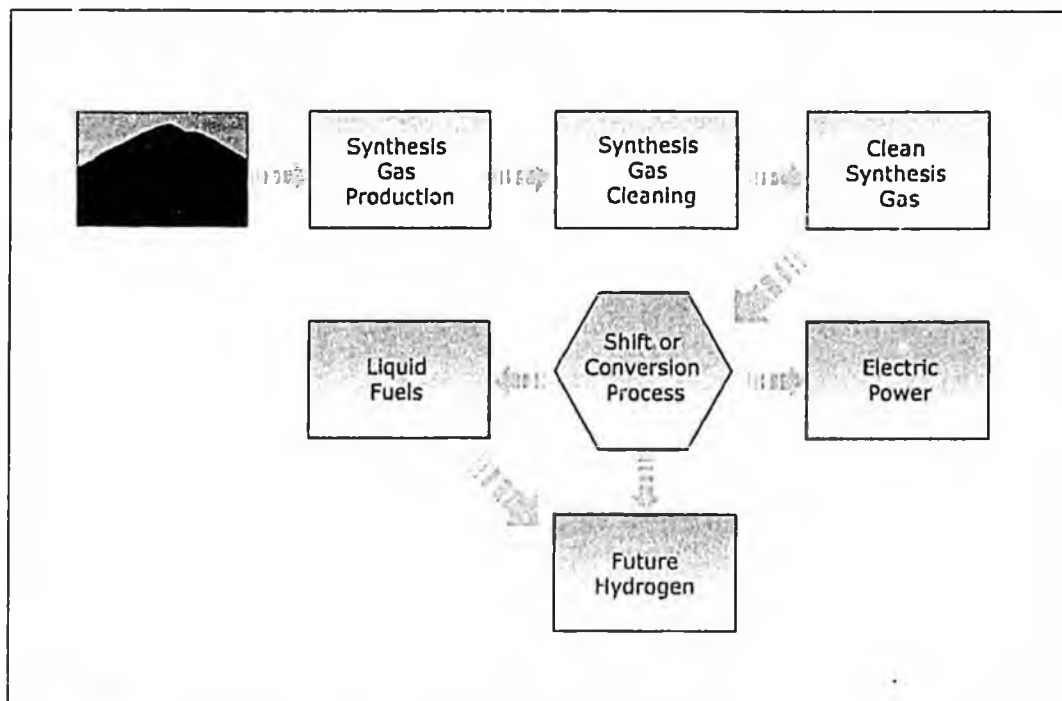 Synthesis
Gas
Production
Synthesis
Gas
Cleaning
Clean
Synthesis
Gas
Liquid
Fuels
Shift or
Conversion
Process
Electric
Power
Future
Hydrogen